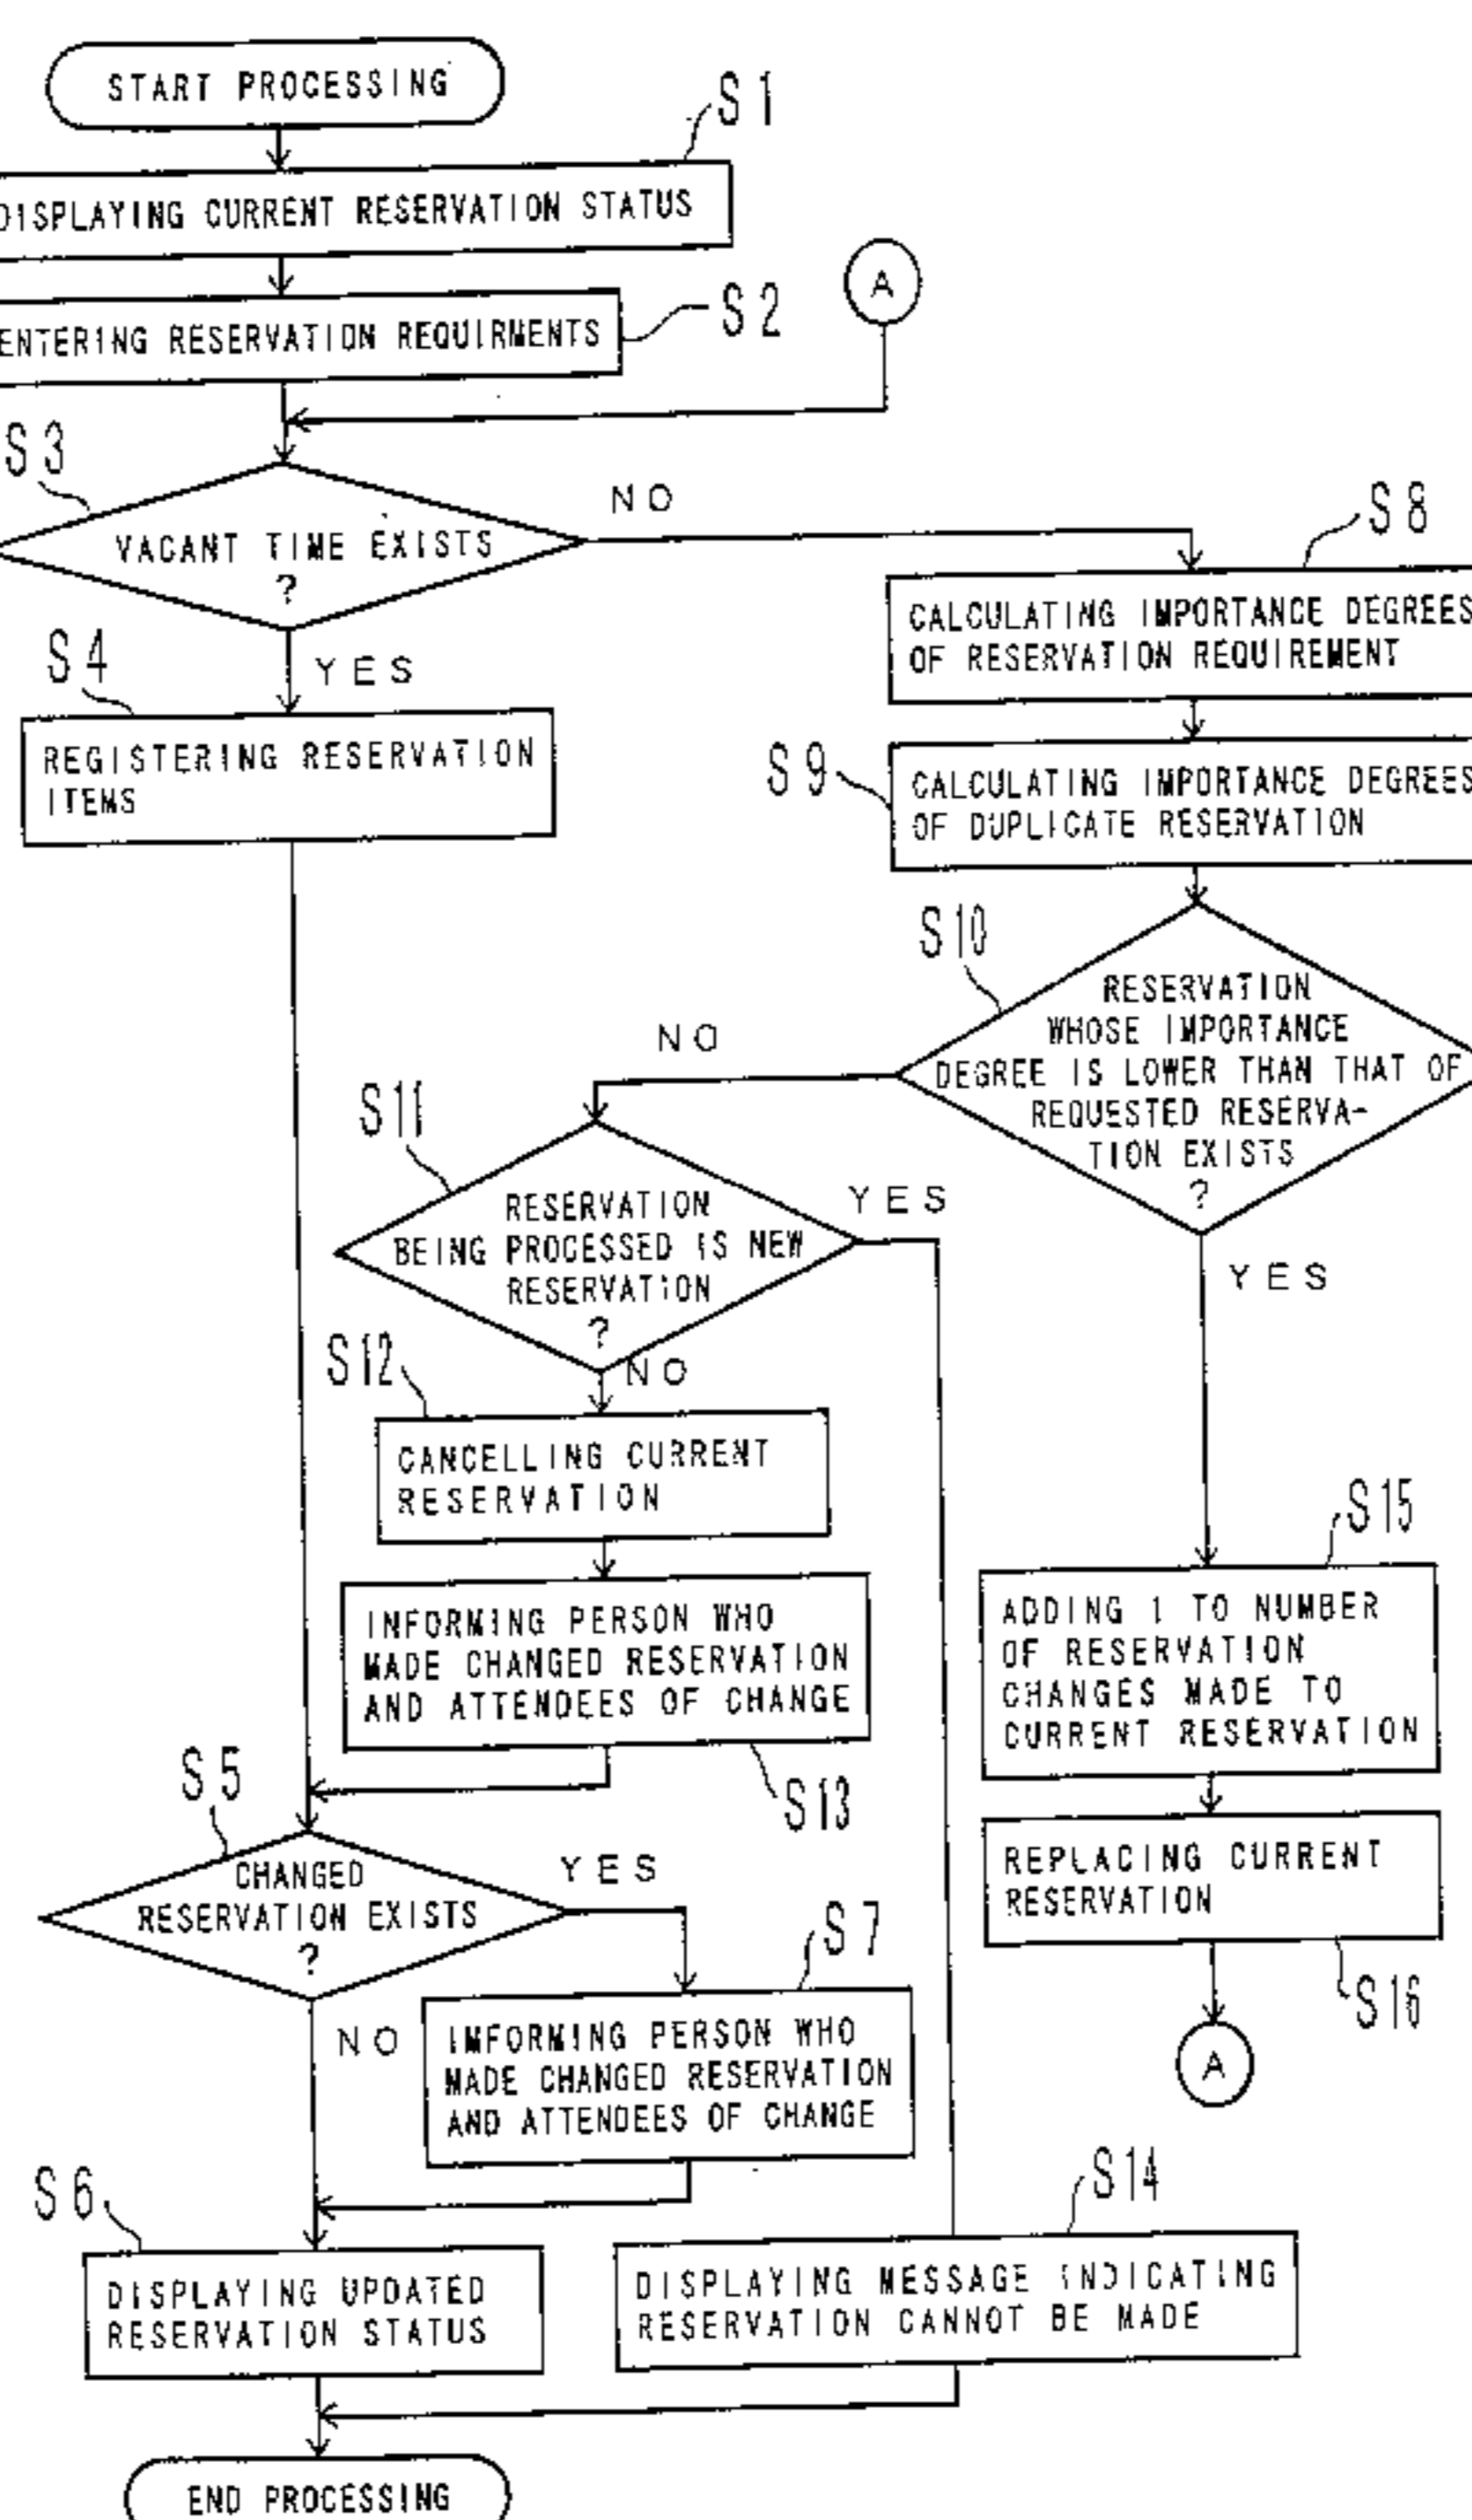 START PROCESSING
S1
DISPLAYING CURRENT RESERVATION STATUS
ENTERING RESERVATION REQUIRMENTS
S2
A
S3
VACANT TIME EXISTS
?
NO
YES
S4
REGISTERING RESERVATION
ITEMS
S8
CALCULATING IMPORTANCE DEGREES
OF RESERVATION REQUIREMENT
S9
CALCULATING IMPORTANCE DEGREES
OF DUPLICATE RESERVATION
S10
RESERVATION
WHOSE IMPORTANCE
DEGREE IS LOWER THAN THAT OF
REQUESTED RESERVA-
TION EXISTS
?
NO
YES
S11
RESERVATION
BEING PROCESSED IS NEW
RESERVATION
?
YES
NO
S12
CANCELLING CURRENT
RESERVATION
INFORMING PERSON WHO
MADE CHANGED RESERVATION
AND ATTENDEES OF CHANGE
S13
S15
ADDING 1 TO NUMBER
OF RESERVATION
CHANGES MADE TO
CURRENT RESERVATION
REPLACING CURRENT
RESERVATION
S16
A
S5
CHANGED
RESERVATION EXISTS
?
YES
NO
S7
IMFORMING PERSON WHO
MADE CHANGED RESERVATION
AND ATTENDEES OF CHANGE
S6
DISPLAYING UPDATED
RESERVATION STATUS
S14
DISPLAYING MESSAGE INDICATING
RESERVATION CANNOT BE MADE
END PROCESSING